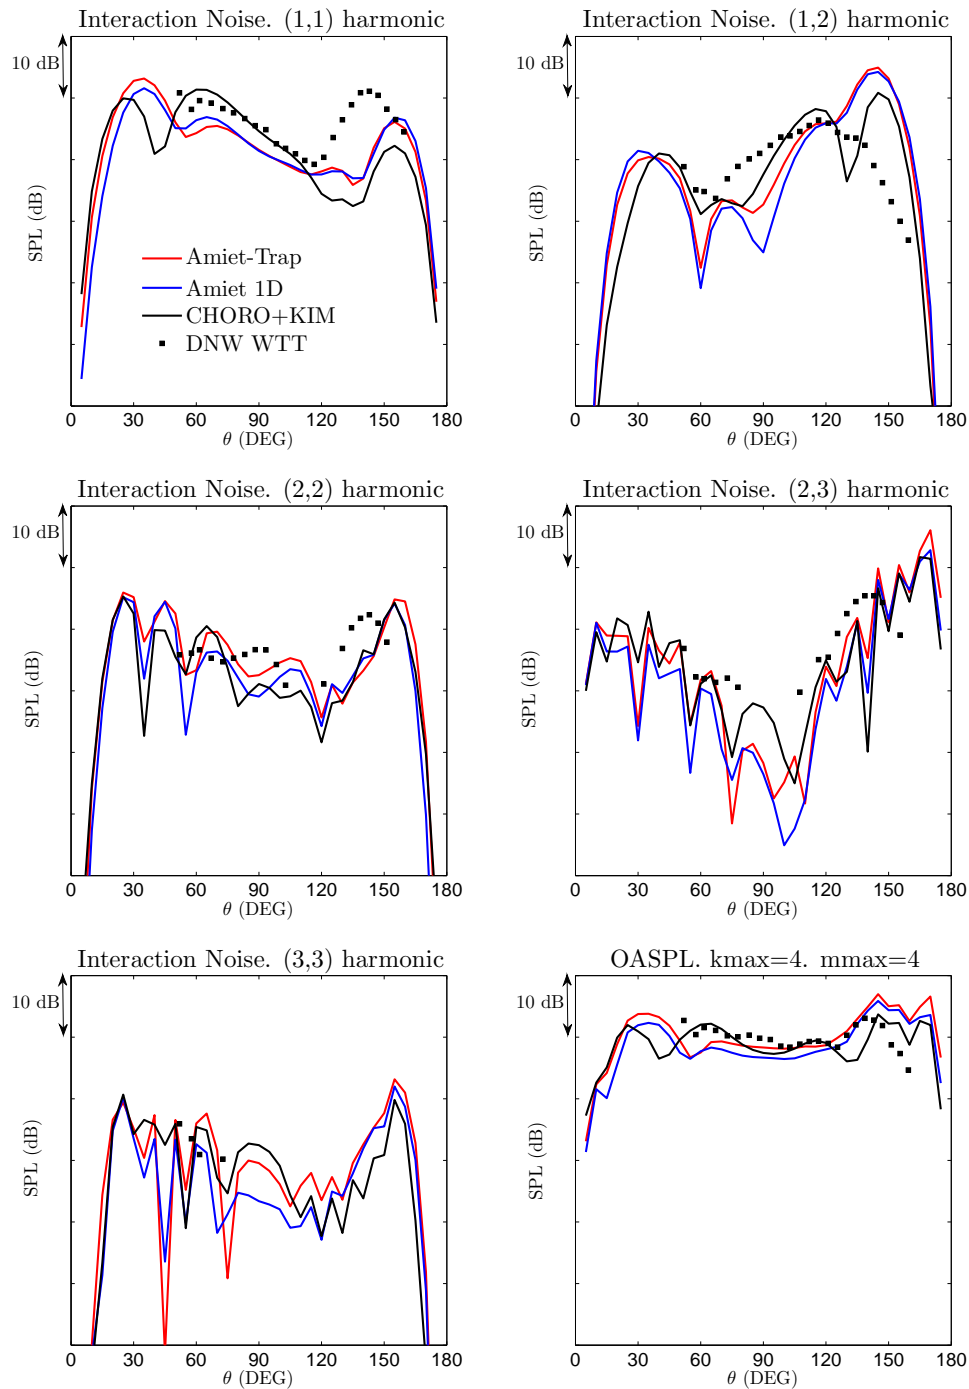 Interaction Noise. (1,1) harmonic
10 dB
SPL (dB)
Amiet-Trap
Amiet 1D
CHORO+KIM
DNW WTT
0 30 60 90 120 150 180
θ (DEG)
Interaction Noise. (1,2) harmonic
10 dB
SPL (dB)
0 30 60 90 120 150 180
θ (DEG)
Interaction Noise. (2,2) harmonic
10 dB
SPL (dB)
0 30 60 90 120 150 180
θ (DEG)
Interaction Noise. (2,3) harmonic
10 dB
SPL (dB)
0 30 60 90 120 150 180
θ (DEG)
Interaction Noise. (3,3) harmonic
10 dB
SPL (dB)
0 30 60 90 120 150 180
θ (DEG)
OASPL. kmax=4. mmax=4
10 dB
SPL (dB)
0 30 60 90 120 150 180
θ (DEG)